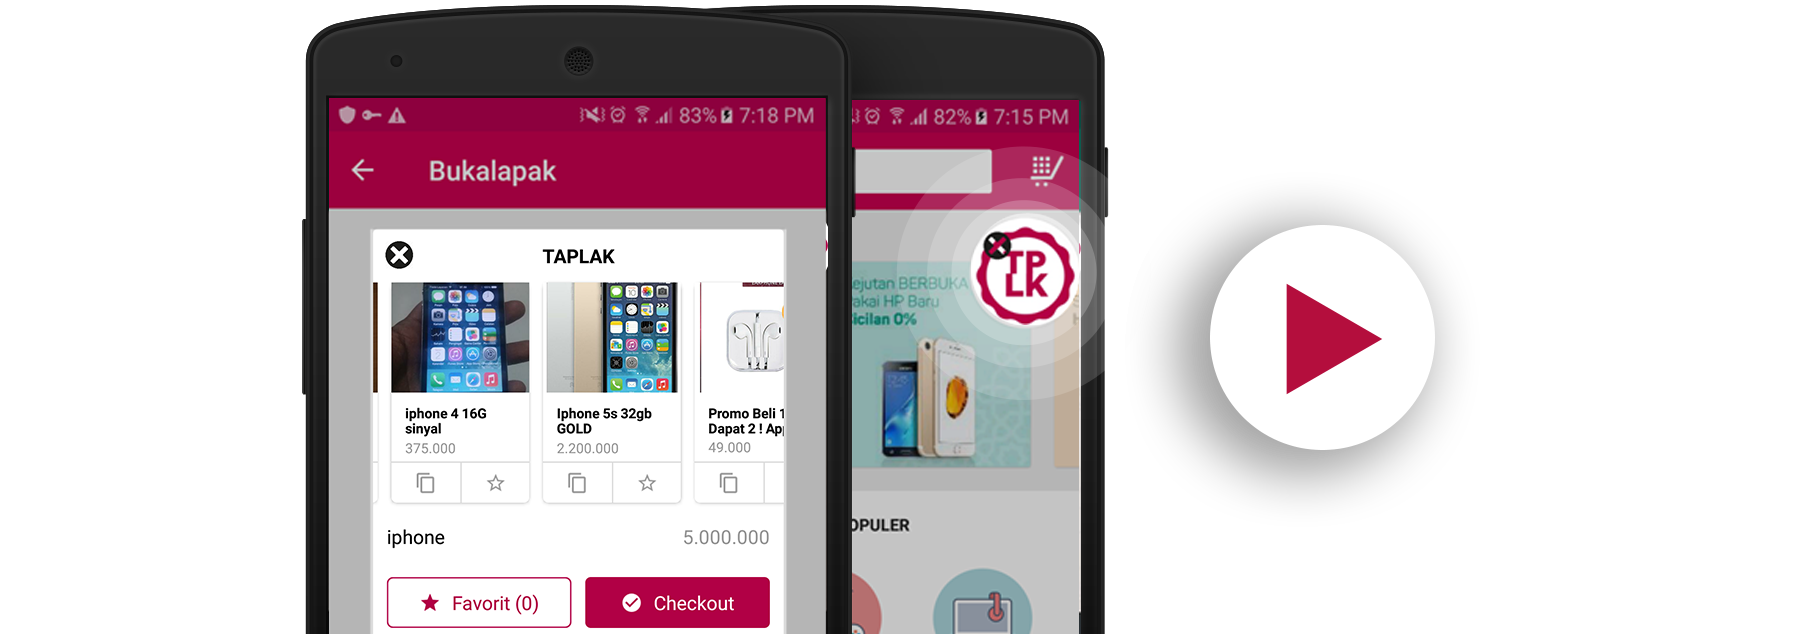 83% 7:18 PM
Bukalapak
TAPLAK
iphone 4 16G
sinyal
375.000
Iphone 5s 32gb
GOLD
2.200.000
Promo Beli 1
Dapat 2 ! Ap
49.000
iphone
5.000.000
Favorit (0)
Checkout
82% 7:15 PM
TP
LK
ejutan BERBUKA
akai HP Baru
icilan 0%
OPULER